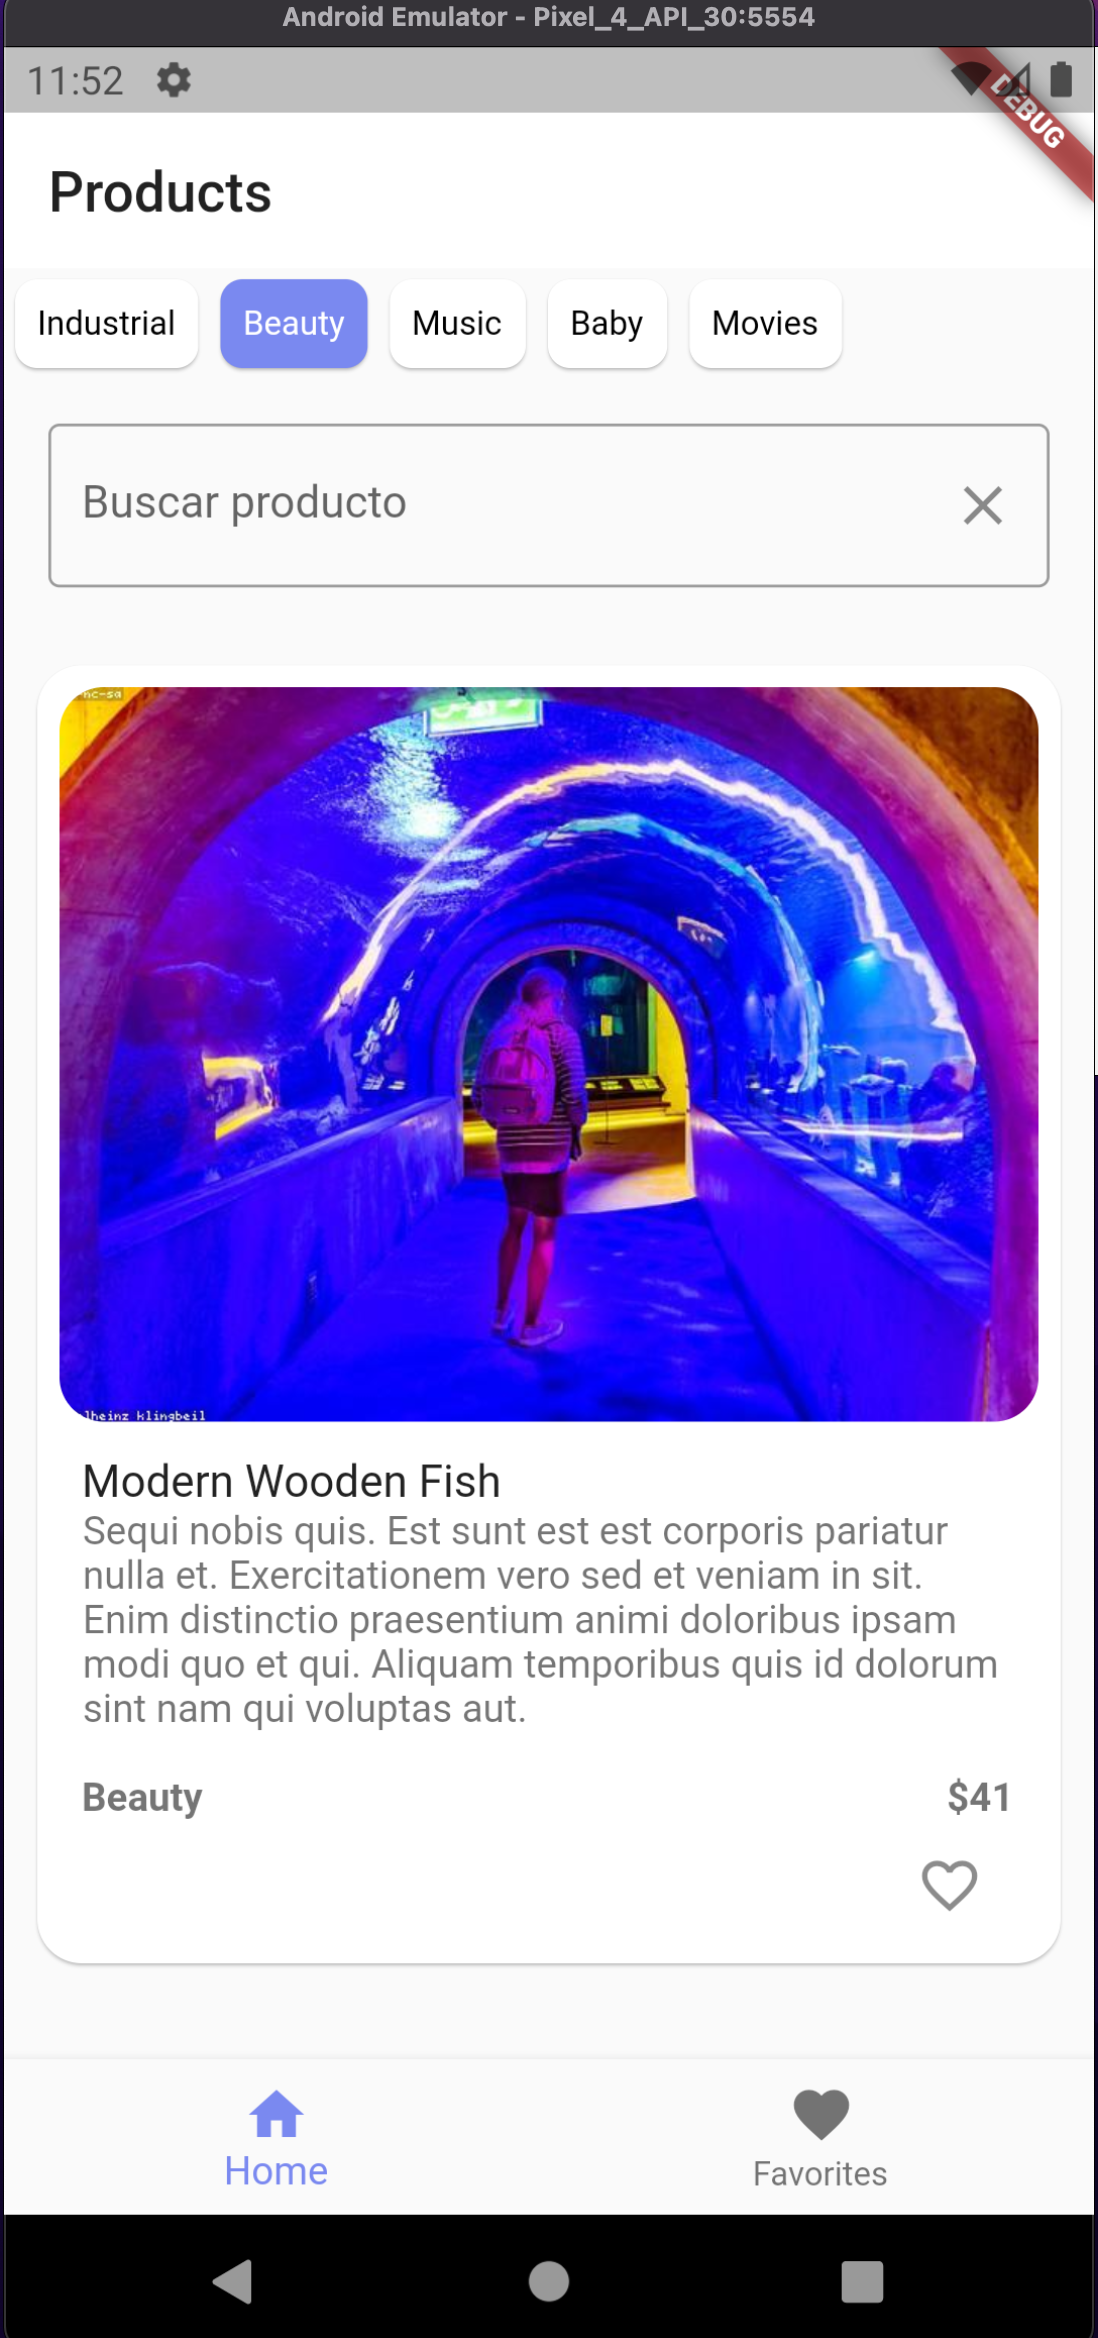 Android Emulator - Pixel_4_API_30:5554
11:52
DEBUG
Products
Industrial Beauty Music Baby Movies
Buscar producto
nc-sa
lheinz klingbeil
Modern Wooden Fish
Sequi nobis quis. Est sunt est est corporis pariatur
nulla et. Exercitationem vero sed et veniam in sit.
Enim distinctio praesentium animi doloribus ipsam
modi quo et qui. Aliquam temporibus quis id dolorum
sint nam qui voluptas aut.
Beauty $41
Home Favorites